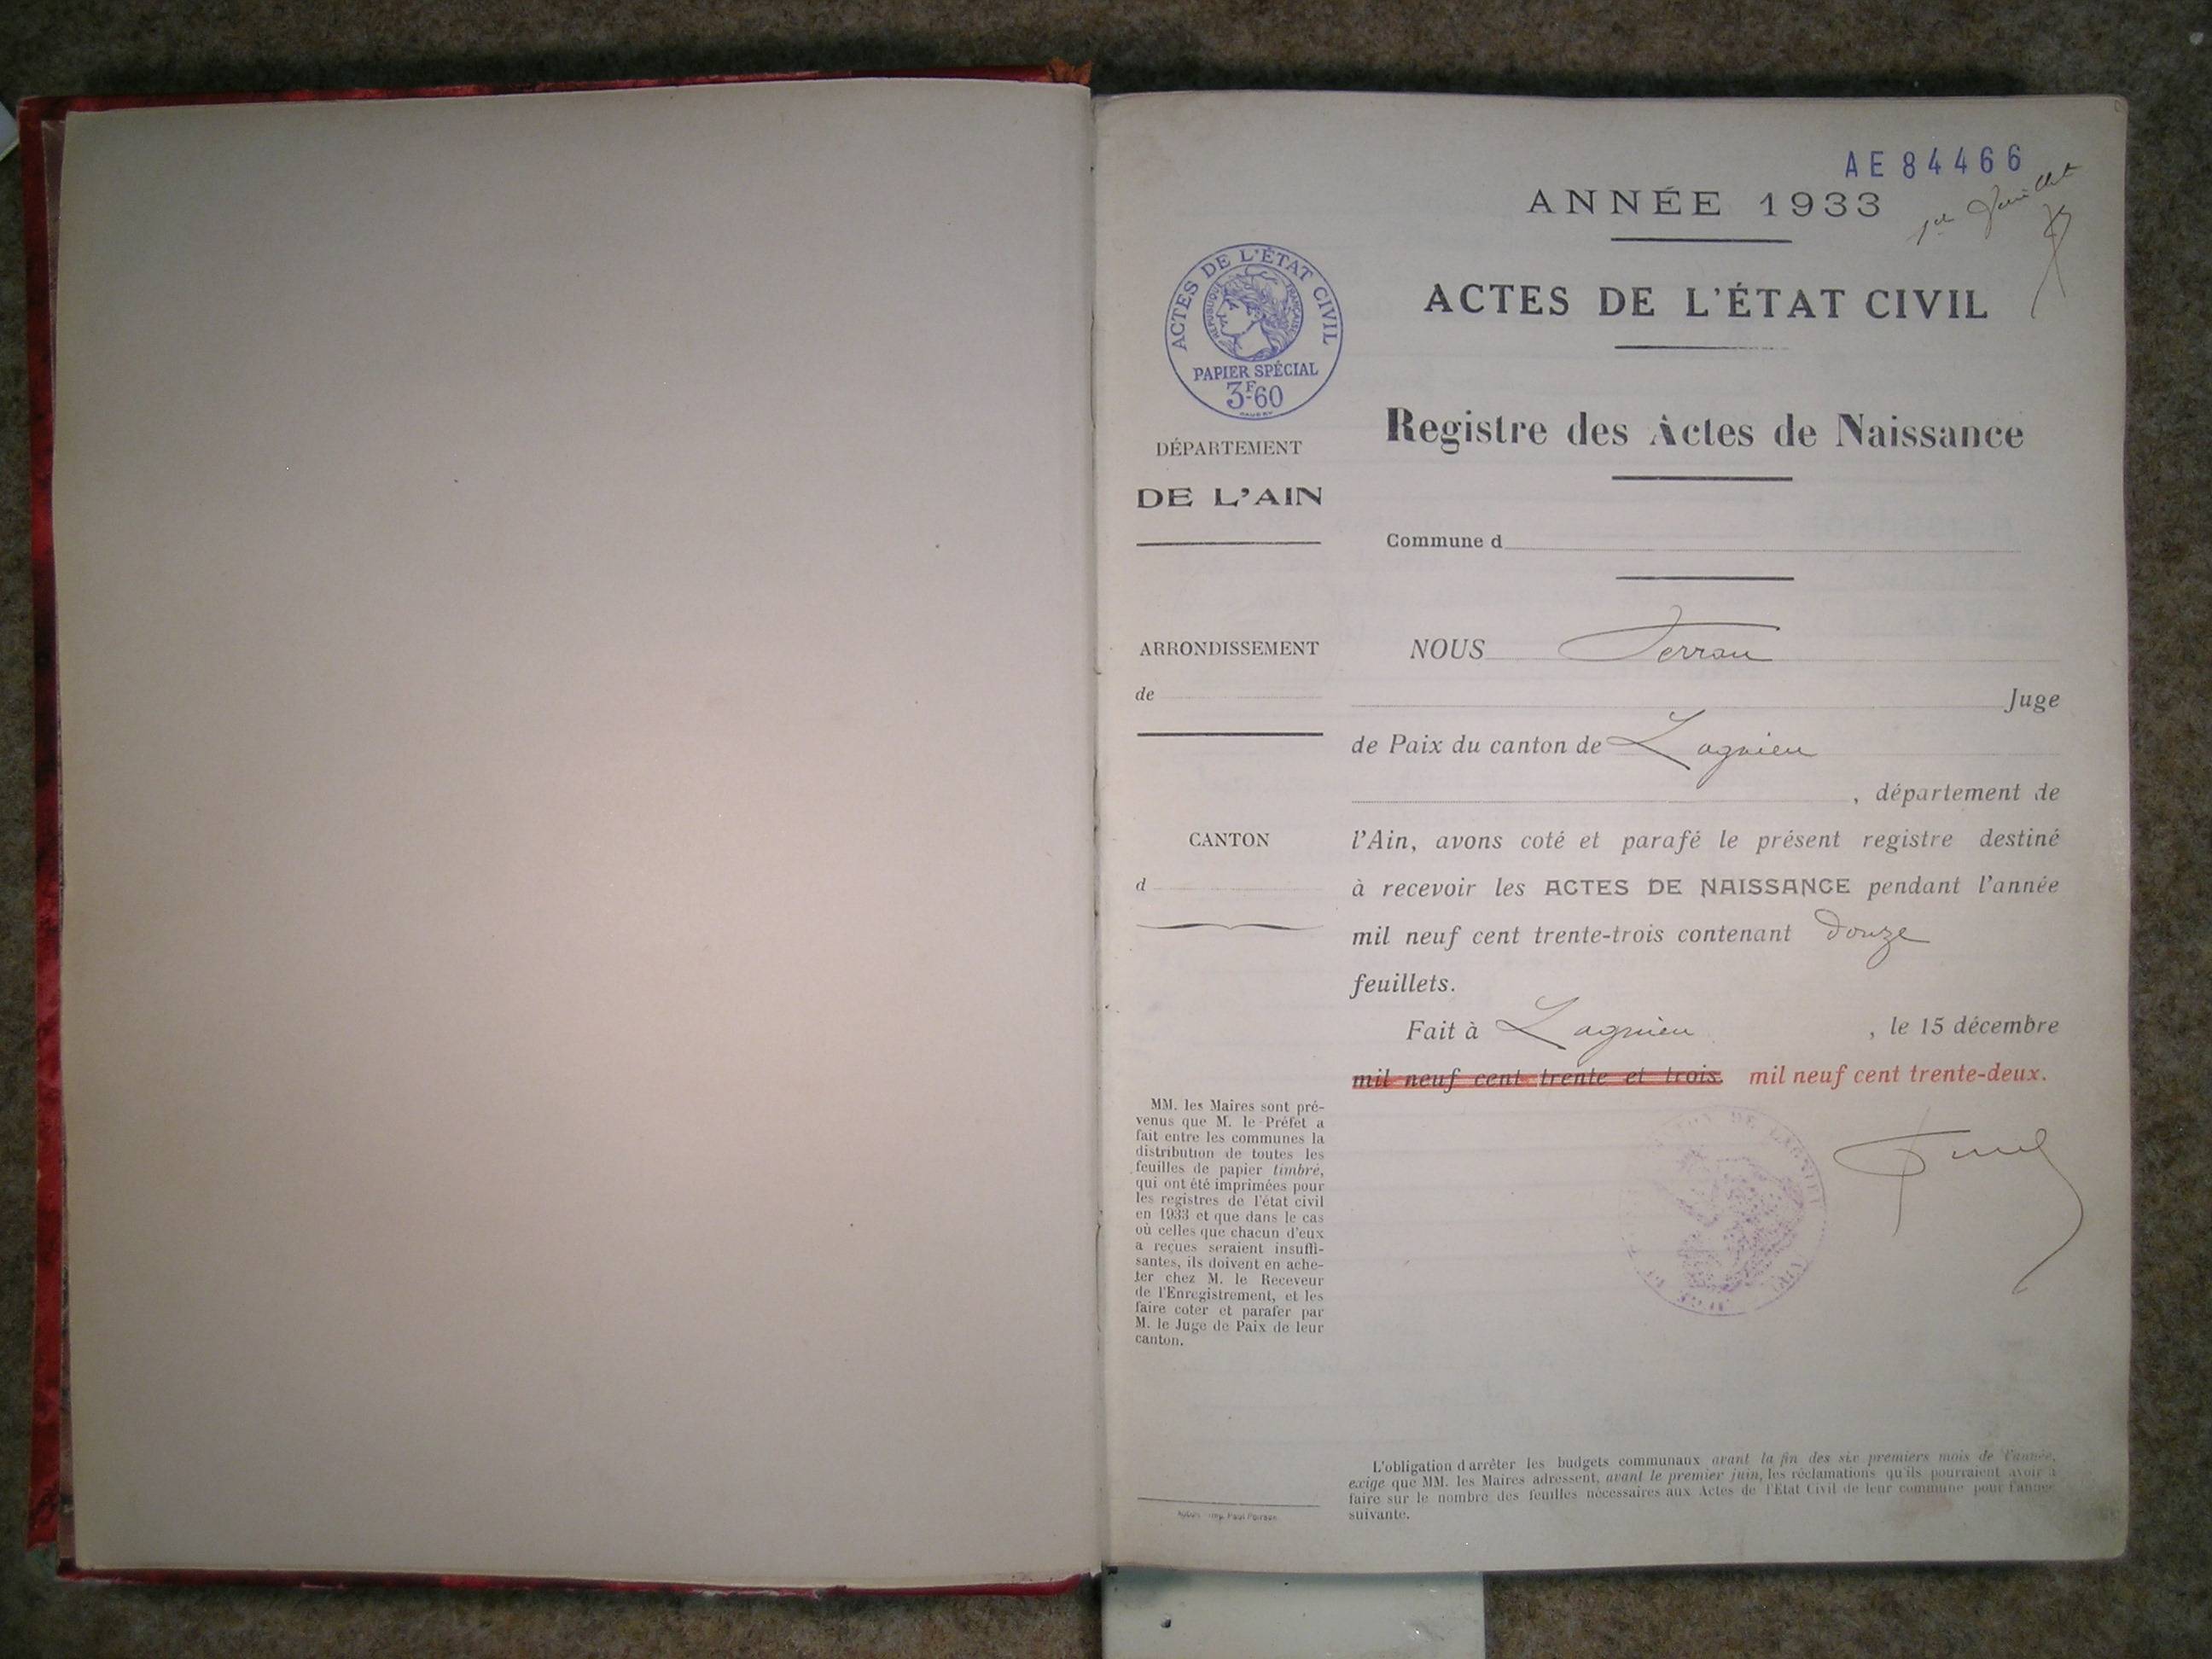 AE 84466
ANNÉE 1933
1er Feuillet
ACTES DE L'ÉTAT CIVIL
ACTES DE L'ÉTAT CIVIL
RÉPUBLIQUE FRANÇAISE
PAPIER SPÉCIAL
3F.60
Registre des Actes de Naissance
DÉPARTEMENT
DE L'AIN
Commune d
ARRONDISSEMENT
de
CANTON
d
NOUS
Juge
de Paix du canton de Lagnieu
, département de
l'Ain, avons coté et parafé le présent registre destiné
à recevoir les ACTES DE NAISSANCE pendant l'année
mil neuf cent trente-trois contenant douze
feuillets.
Fait à Lagnieu , le 15 décembre
mil neuf cent trente et trois. mil neuf cent trente-deux.
MM. les Maires sont pré-
venus que M. le Préfet a
fait entre les communes la
distribution de toutes les
feuilles de papier timbré,
qui ont été imprimées pour
les registres de l'état civil
en 1933 et que dans le cas
où celles que chacun d'eux
a reçues seraient insuffi-
santes, ils doivent en ache-
ter chez M. le Receveur
de l'Enregistrement, et les
faire coter et parafer par
M. le Juge de Paix de leur
canton.
L'obligation d'arrêter les budgets communaux avant la fin des six premiers mois de l'année,
exige que MM. les Maires adressent, avant le premier juin, les réclamations qu'ils pourraient avoir à
faire sur le nombre des feuilles nécessaires aux Actes de l'Etat Civil de leur commune pour l'année
suivante.